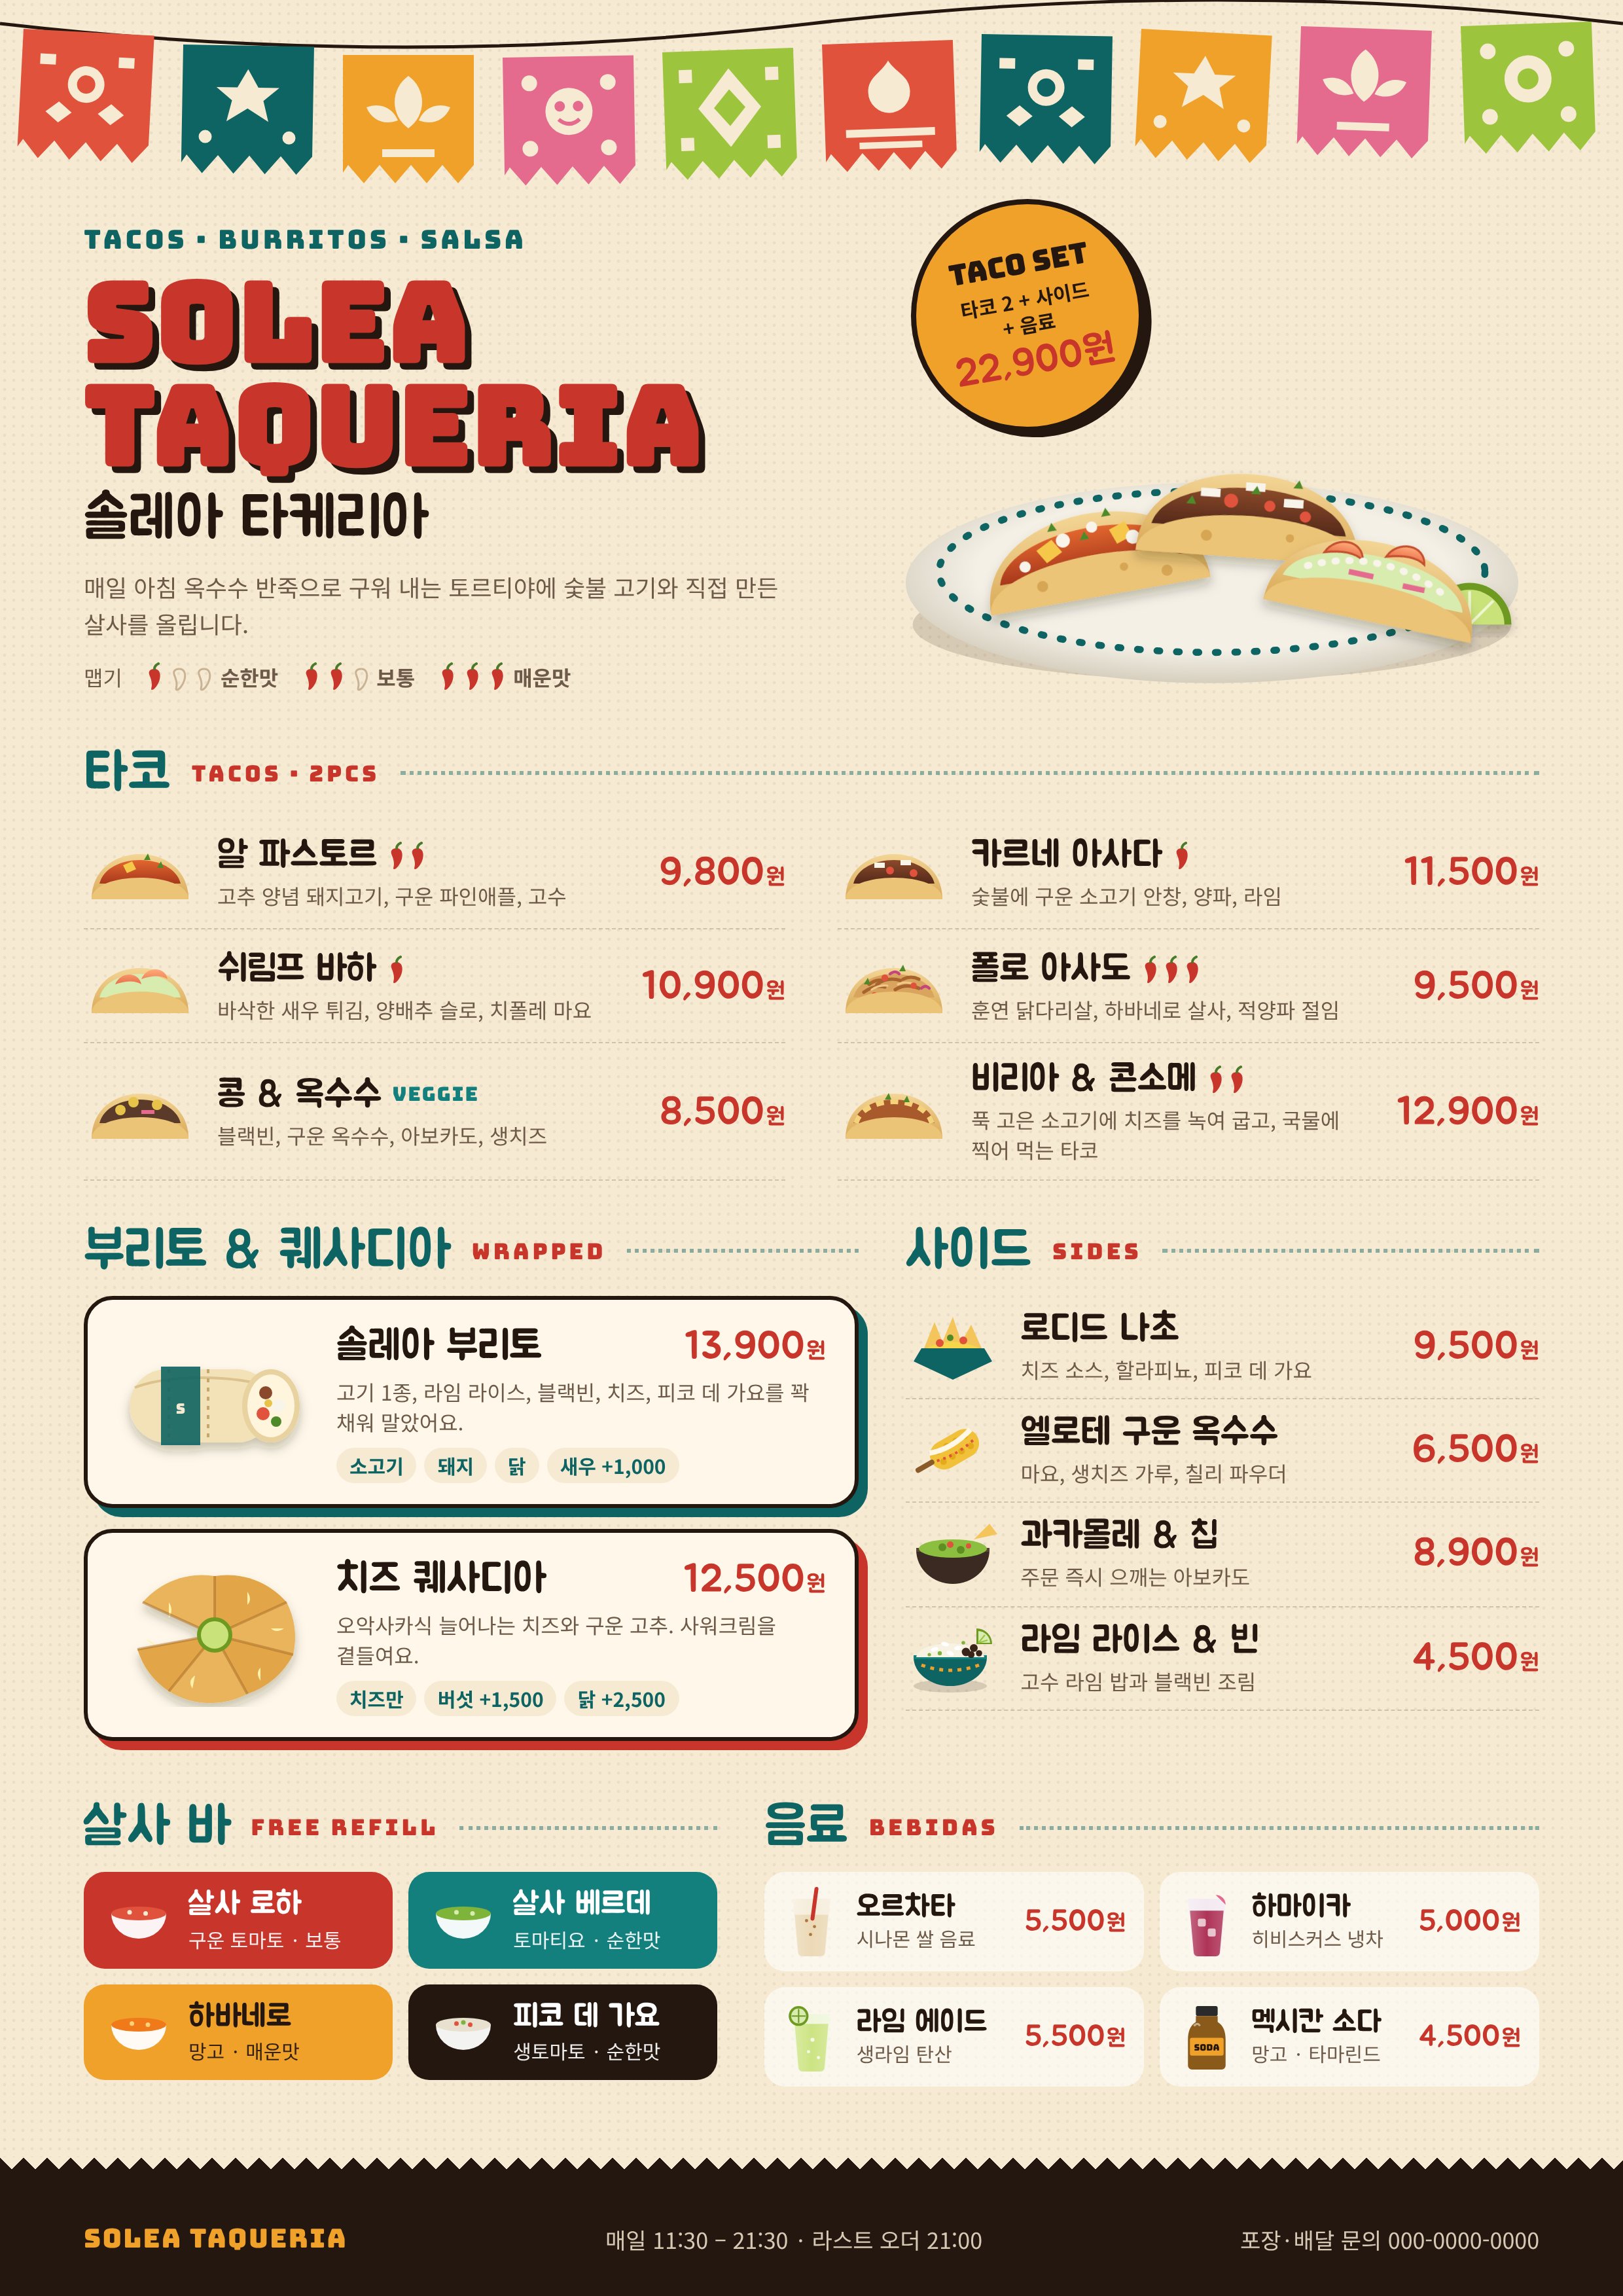 TACOS · BURRITOS · SALSA
SOLEA
TAQUERIA
솔레아 타케리아
매일 아침 옥수수 반죽으로 구워 내는 토르티야에 숯불 고기와 직접 만든
살사를 올립니다.
맵기 순한맛 보통 매운맛
TACO SET
타코 2 + 사이드
+ 음료
22,900원
타코 TACOS · 2PCS
알 파스토르
고추 양념 돼지고기, 구운 파인애플, 고수
9,800원
카르네 아사다
숯불에 구운 소고기 안창, 양파, 라임
11,500원
쉬림프 바하
바삭한 새우 튀김, 양배추 슬로, 치폴레 마요
10,900원
폴로 아사도
훈연 닭다리살, 하바네로 살사, 적양파 절임
9,500원
콩 & 옥수수 VEGGIE
블랙빈, 구운 옥수수, 아보카도, 생치즈
8,500원
비리아 & 콘소메
푹 고은 소고기에 치즈를 녹여 굽고, 국물에
찍어 먹는 타코
12,900원
부리토 & 퀘사디아 WRAPPED
S
솔레아 부리토 13,900원
고기 1종, 라임 라이스, 블랙빈, 치즈, 피코 데 가요를 꽉
채워 말았어요.
소고기 돼지 닭 새우 +1,000
치즈 퀘사디아 12,500원
오악사카식 늘어나는 치즈와 구운 고추. 사워크림을
곁들여요.
치즈만 버섯 +1,500 닭 +2,500
사이드 SIDES
로디드 나초
치즈 소스, 할라피뇨, 피코 데 가요
9,500원
엘로테 구운 옥수수
마요, 생치즈 가루, 칠리 파우더
6,500원
과카몰레 & 칩
주문 즉시 으깨는 아보카도
8,900원
라임 라이스 & 빈
고수 라임 밥과 블랙빈 조림
4,500원
살사 바 FREE REFILL
살사 로하
구운 토마토 · 보통
살사 베르데
토마티요 · 순한맛
하바네로
망고 · 매운맛
피코 데 가요
생토마토 · 순한맛
음료 BEBIDAS
오르차타
시나몬 쌀 음료
5,500원
하마이카
히비스커스 냉차
5,000원
라임 에이드
생라임 탄산
5,500원
SODA
멕시칸 소다
망고 · 타마린드
4,500원
SOLEA TAQUERIA
매일 11:30 – 21:30 · 라스트 오더 21:00
포장·배달 문의 000-0000-0000